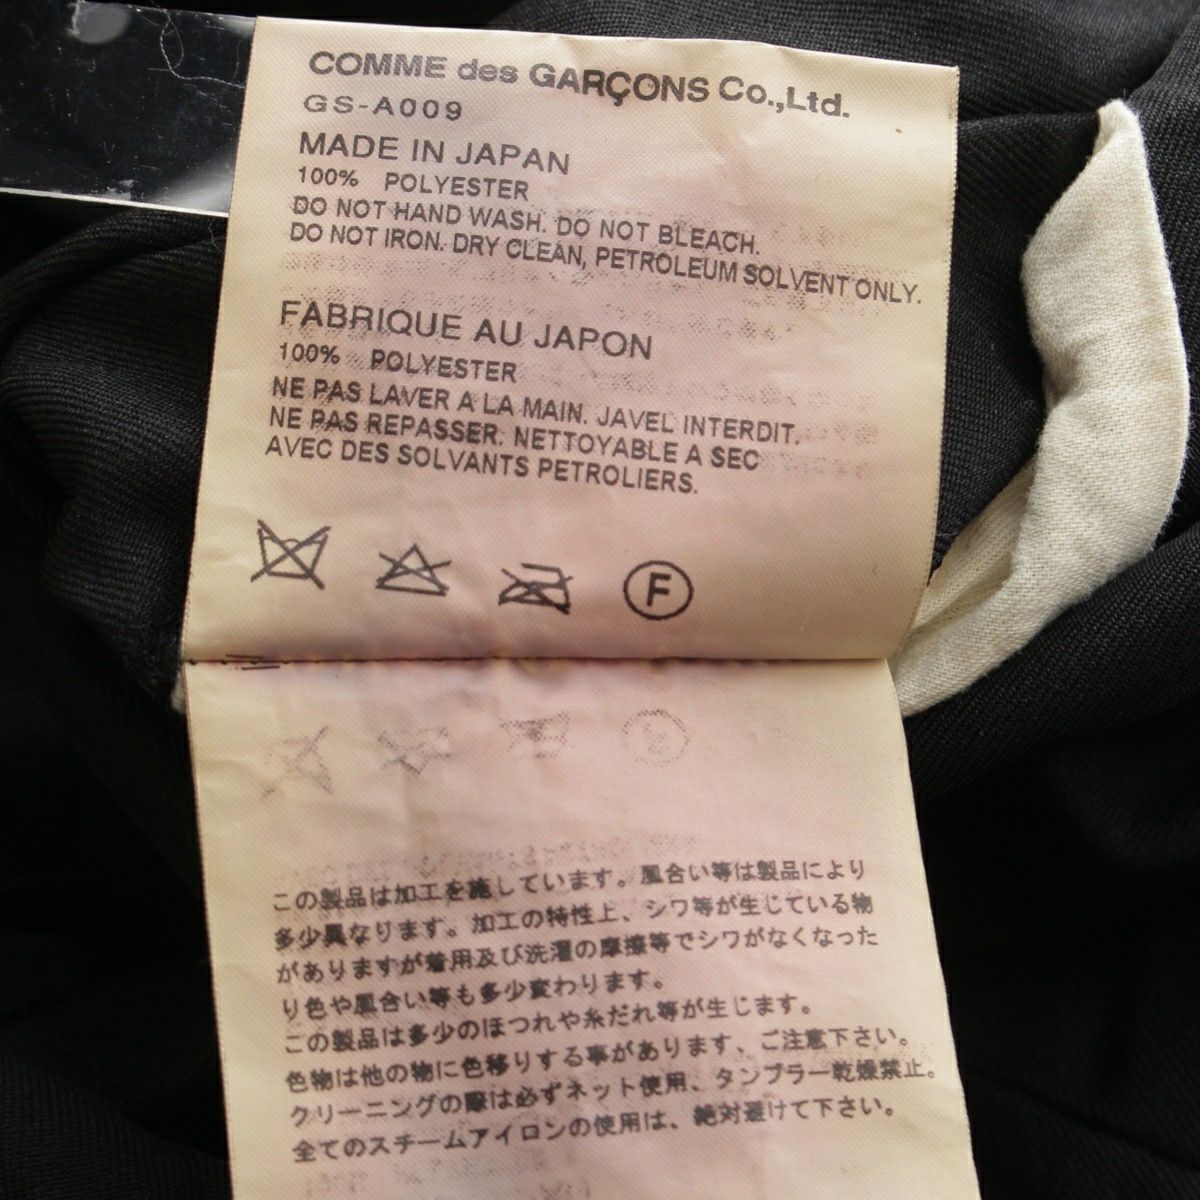 COMME des GARÇONS Co.,Ltd.
GS-A009
MADE IN JAPAN
100% POLYESTER
DO NOT HAND WASH. DO NOT BLEACH.
DO NOT IRON. DRY CLEAN, PETROLEUM SOLVENT ONLY.
FABRIQUE AU JAPON
100% POLYESTER
NE PAS LAVER A LA MAIN. JAVEL INTERDIT.
NE PAS REPASSER. NETTOYABLE A SEC
AVEC DES SOLVANTS PETROLIERS.
F
この製品は加工を施しています。風合い等は製品により
多少異なります。加工の特性上、シワ等が生じている物
がありますが着用及び洗濯の摩擦等でシワがなくなった
り色や風合い等も多少変わります。
この製品は多少のほつれや糸だれ等が生じます。
色物は他の物に色移りする事があります、ご注意下さい。
クリーニングの際は必ずネット使用、タンブラー乾燥禁止。
全てのスチームアイロンの使用は、絶対避けて下さい。